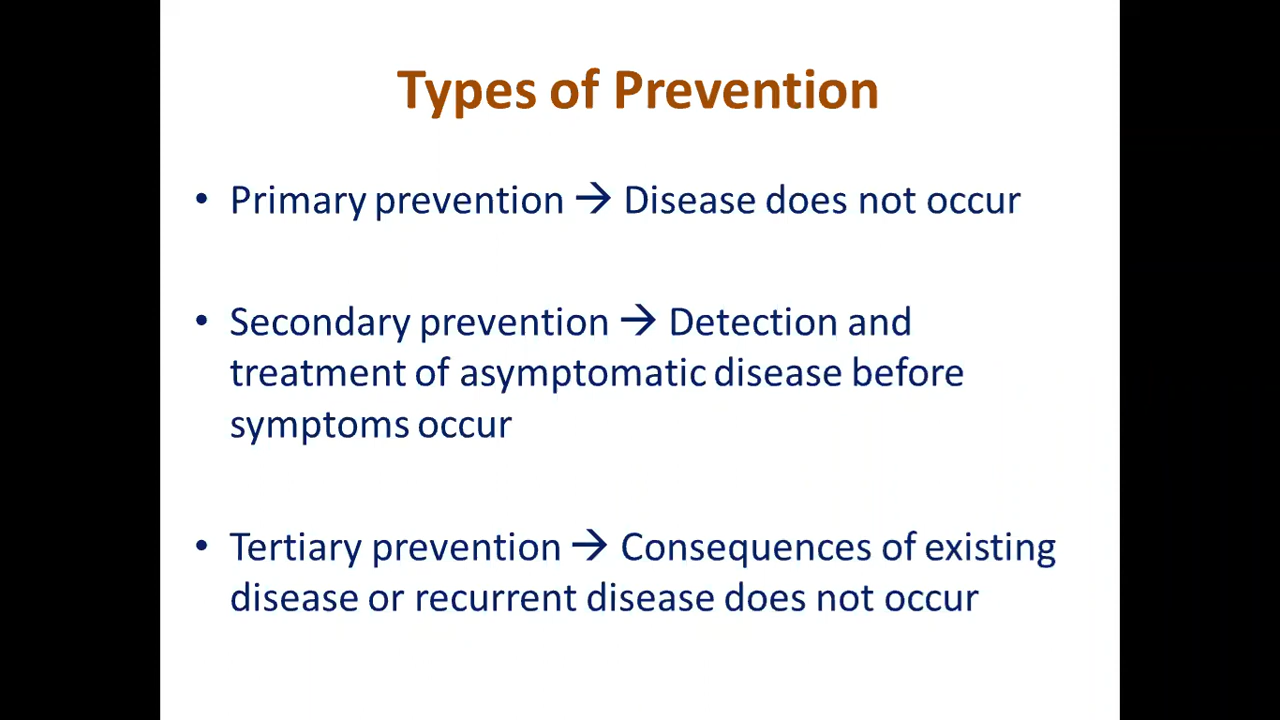 Types of Prevention
• Primary prevention → Disease does not occur
• Secondary prevention → Detection and
treatment of asymptomatic disease before
symptoms occur
• Tertiary prevention → Consequences of existing
disease or recurrent disease does not occur